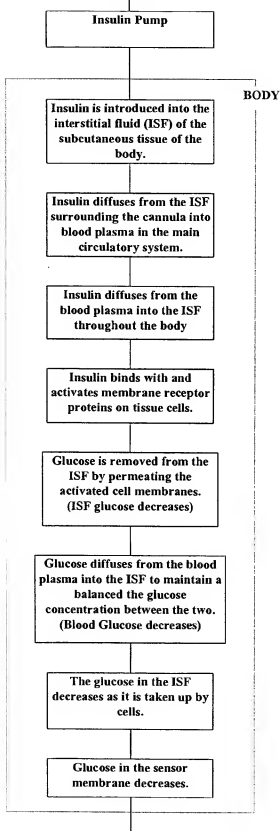 Insulin Pump
BODY
Insulin is introduced into the
interstitial fluid (ISF) of the
subcutaneous tissue of the
body.
Insulin diffuses from the ISF
surrounding the cannula into
blood plasma in the main
circulatory system.
Insulin diffuses from the
blood plasma into the ISF
throughout the body
Insulin binds with and
activates membrane receptor
proteins on tissue cells.
Glucose is removed from the
ISF by permeating the
activated cell membranes.
(ISF glucose decreases)
Glucose diffuses from the blood
plasma into the ISF to maintain a
balanced the glucose
concentration between the two.
(Blood Glucose decreases)
The glucose in the ISF
decreases as it is taken up by
cells.
Glucose in the sensor
membrane decreases.